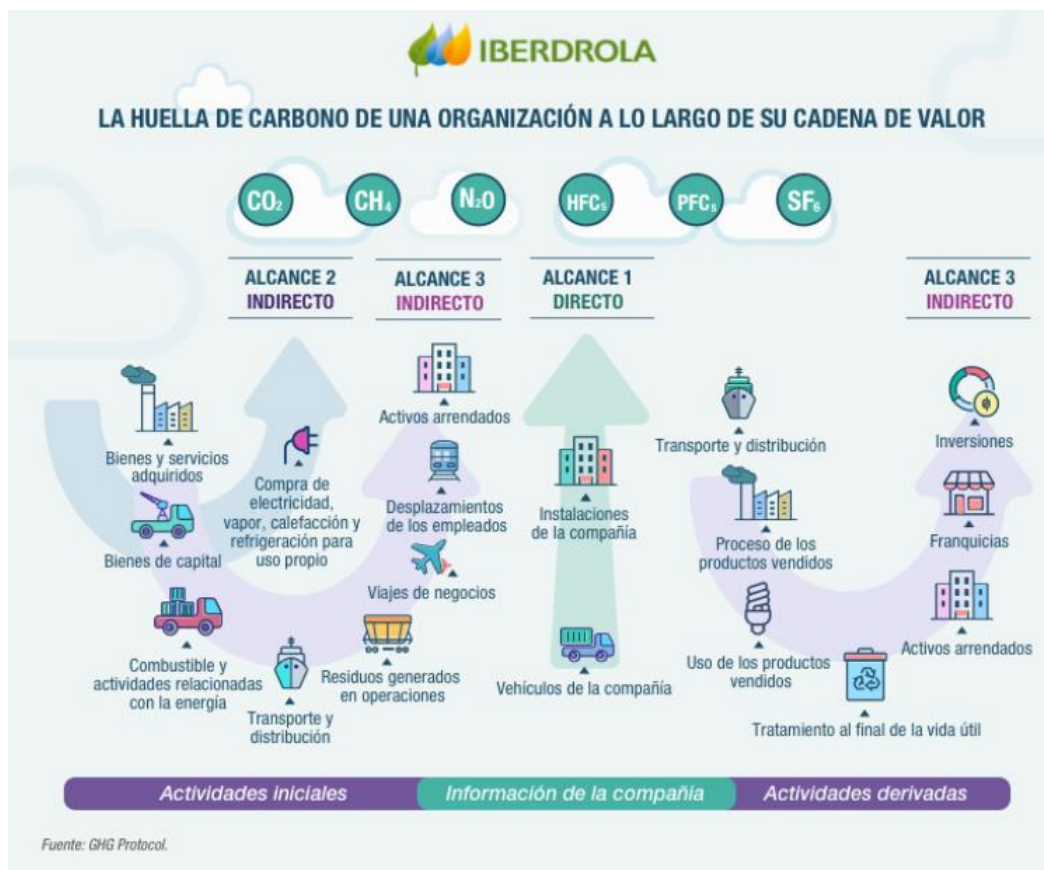 IBERDROLA
LA HUELLA DE CARBONO DE UNA ORGANIZACIÓN A LO LARGO DE SU CADENA DE VALOR
CO₂
CH₄
N₂O
HFCₛ
PFCₛ
SF₆
ALCANCE 2
INDIRECTO
ALCANCE 3
INDIRECTO
ALCANCE 1
DIRECTO
ALCANCE 3
INDIRECTO
Bienes y servicios
adquiridos
Bienes de capital
Combustible y
actividades relacionadas
con la energía
Compra de
electricidad,
vapor, calefacción y
refrigeración para
uso propio
Transporte y
distribución
Activos arrendados
Desplazamientos
de los empleados
Viajes de negocios
Residuos generados
en operaciones
Instalaciones
de la compañía
Vehículos de la compañía
Transporte y distribución
Proceso de los
productos vendidos
Uso de los productos
vendidos
Tratamiento al final de la vida útil
Inversiones
Franquicias
Activos arrendados
Actividades iniciales
Información de la compañía
Actividades derivadas
Fuente: GHG Protocol.